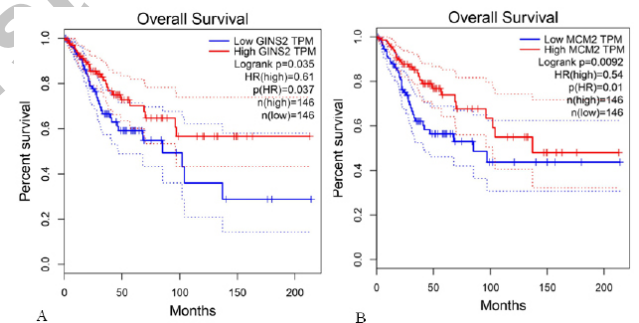 Overall Survival
Low GINS2 TPM
High GINS2 TPM
Logrank p=0.035
HR(high)=0.61
p(HR)=0.037
n(high)=146
n(low)=146
Percent survival
1.0
0.8
0.6
0.4
0.2
0.0
0 50 100 150 200
Months
A
Overall Survival
Low MCM2 TPM
High MCM2 TPM
Logrank p=0.0092
HR(high)=0.54
p(HR)=0.01
n(high)=146
n(low)=146
Percent survival
1.0
0.8
0.6
0.4
0.2
0.0
0 50 100 150 200
Months
B